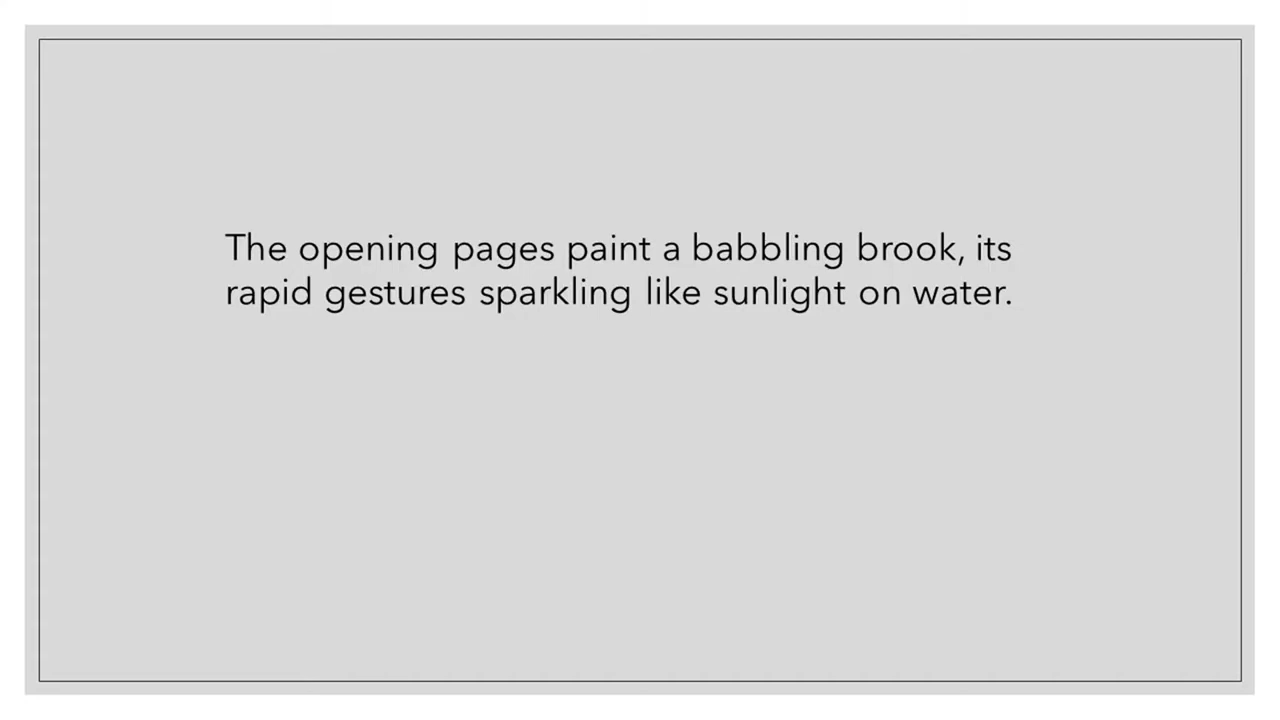 The opening pages paint a babbling brook, its
rapid gestures sparkling like sunlight on water.